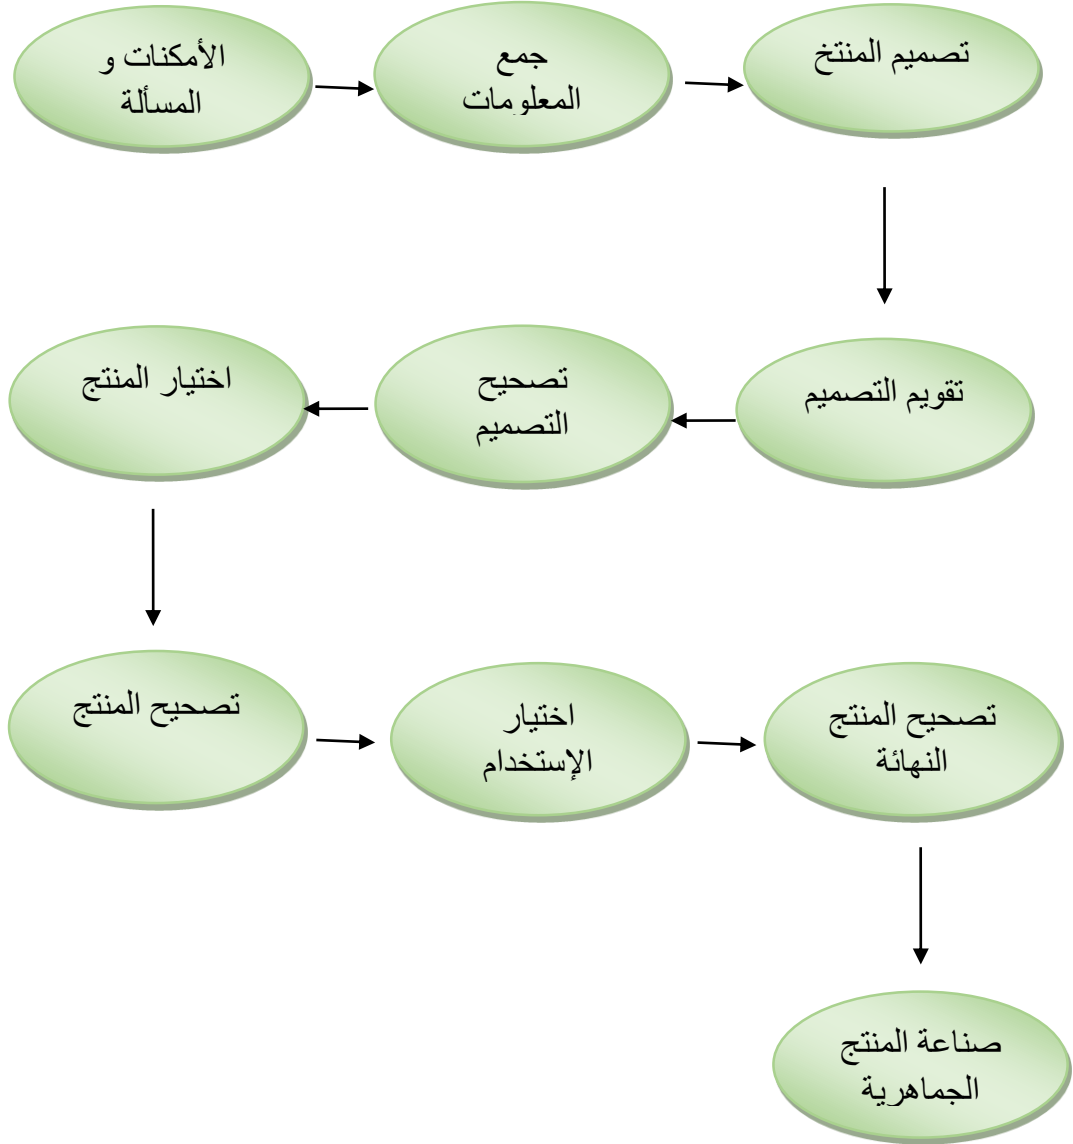 الأمكنات و
المسألة
جمع
المعلومات
تصميم المنتخ
تقويم التصميم
تصحيح
التصميم
اختيار المنتج
تصحيح المنتج
اختيار
الإستخدام
تصحيح المنتج
النهائة
صناعة المنتج
الجماهرية